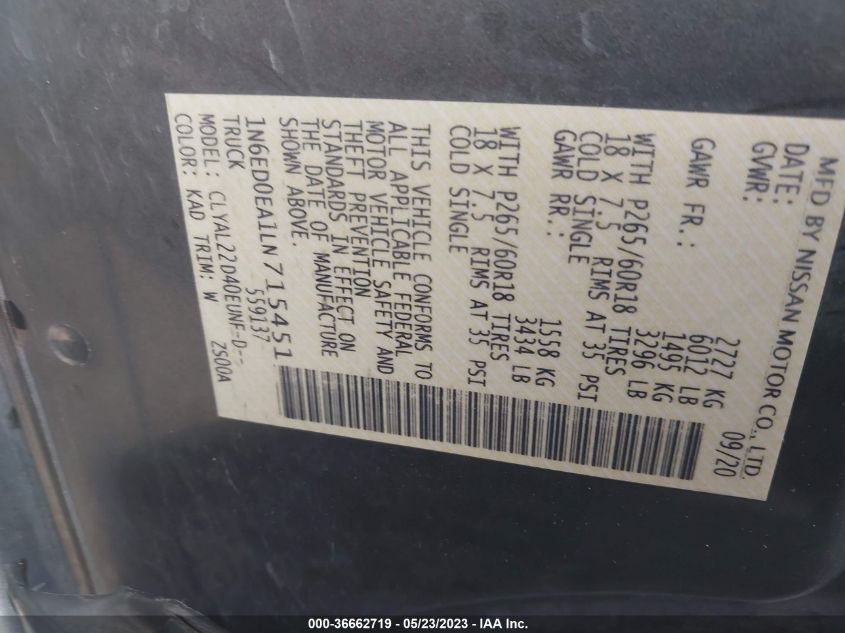 MFD BY NISSAN MOTOR CO., LTD.
DATE: 09/20
GVWR: 2727 KG
6012 LB
GAWR FR.: 1495 KG
3296 LB
WITH P265/60R18 TIRES
18 X 7.5 RIMS AT 35 PSI
COLD SINGLE
GAWR RR.: 1558 KG
3434 LB
WITH P265/60R18 TIRES
18 X 7.5 RIMS AT 35 PSI
COLD SINGLE
THIS VEHICLE CONFORMS TO
ALL APPLICABLE FEDERAL
MOTOR VEHICLE SAFETY AND
THEFT PREVENTION
STANDARDS IN EFFECT ON
THE DATE OF MANUFACTURE
SHOWN ABOVE.
1N6ED0EA1LN715451
TRUCK 559137
MODEL: CLYAL22D40EUNF-D--
COLOR: KAD TRIM: W ZS00A
000-36662719 - 05/23/2023 - IAA Inc.